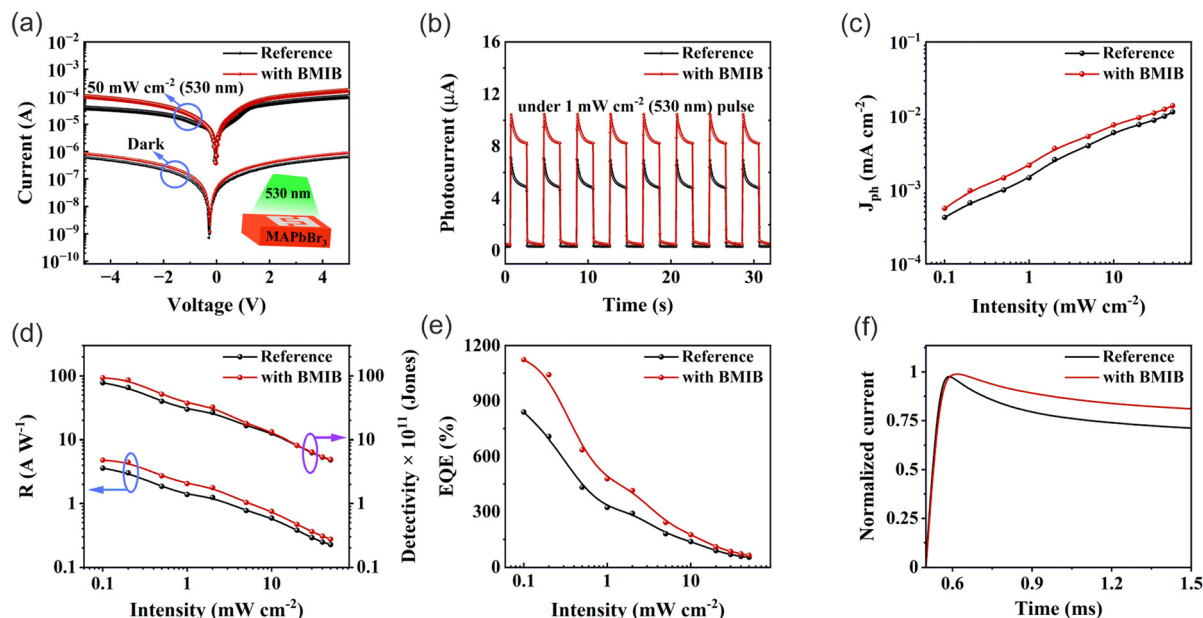 (a)
10⁻²
10⁻³
10⁻⁴
10⁻⁵
10⁻⁶
10⁻⁷
10⁻⁸
10⁻⁹
10⁻¹⁰
Current (A)
Reference
with BMIB
50 mW cm⁻² (530 nm)
Dark
530 nm
MAPbBr₃
−4 −2 0 2 4
Voltage (V)
(b)
16
12
8
4
0
Photocurrent (μA)
Reference
with BMIB
under 1 mW cm⁻² (530 nm) pulse
0 10 20 30
Time (s)
(c)
10⁻¹
10⁻²
10⁻³
10⁻⁴
Jph (mA cm⁻²)
Reference
with BMIB
0.1 1 10
Intensity (mW cm⁻²)
(d)
100
10
1
0.1
R (A W⁻¹)
Reference
with BMIB
100
10
1
0.1
Detectivity × 10¹¹ (Jones)
0.1 1 10
Intensity (mW cm⁻²)
(e)
1200
900
600
300
0
EQE (%)
Reference
with BMIB
0.1 1 10
Intensity (mW cm⁻²)
(f)
1
0.75
0.5
0.25
0
Normalized current
Reference
with BMIB
0.6 0.9 1.2 1.5
Time (ms)